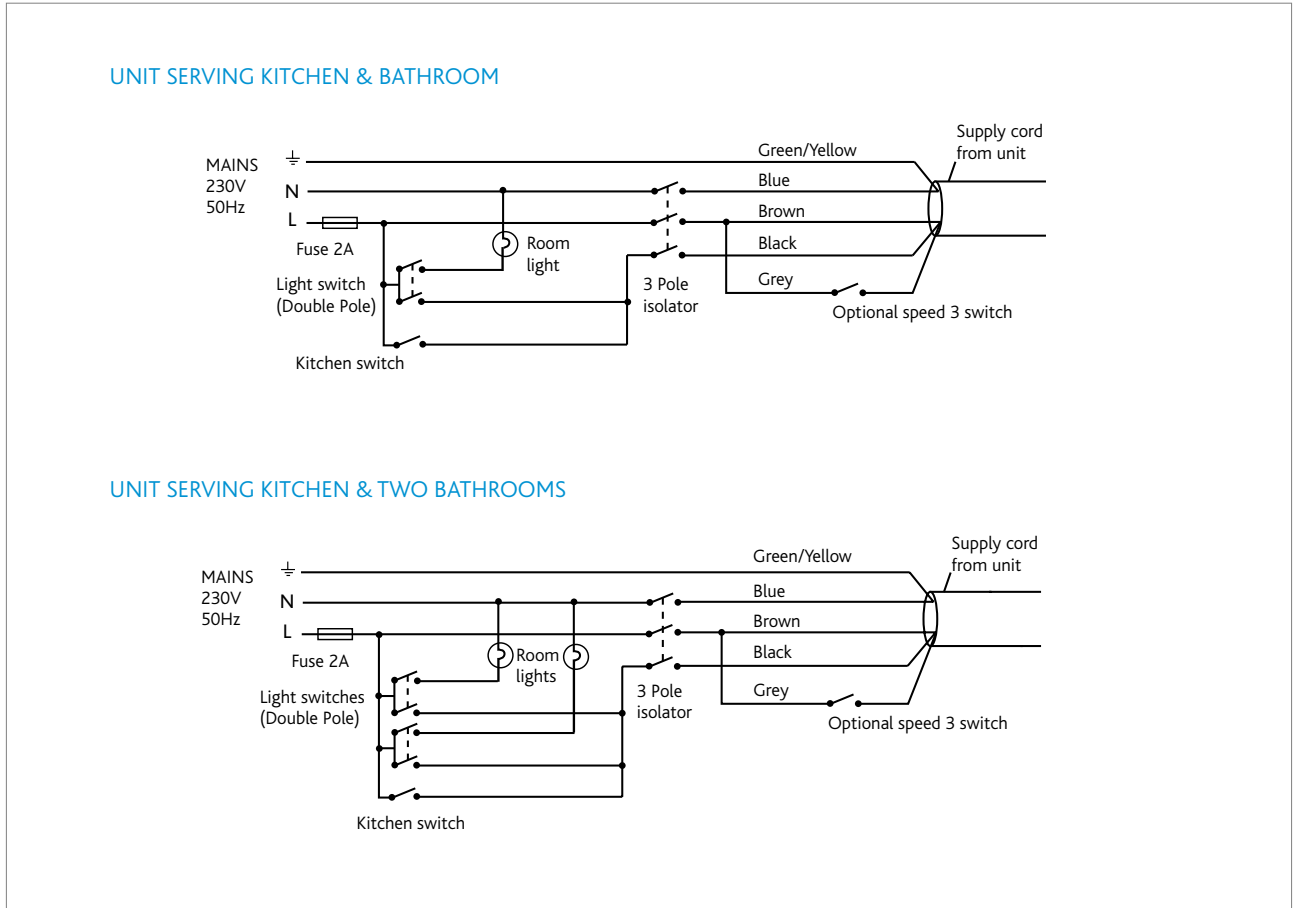 UNIT SERVING KITCHEN & BATHROOM
Supply cord
from unit
Green/Yellow
MAINS
230V
50Hz
N
Blue
L
Brown
Fuse 2A
Room
light
Black
Light switch
(Double Pole)
3 Pole
isolator
Grey
Optional speed 3 switch
Kitchen switch
UNIT SERVING KITCHEN & TWO BATHROOMS
Supply cord
from unit
Green/Yellow
MAINS
230V
50Hz
N
Blue
L
Brown
Fuse 2A
Room
lights
Black
Light switches
(Double Pole)
3 Pole
isolator
Grey
Optional speed 3 switch
Kitchen switch